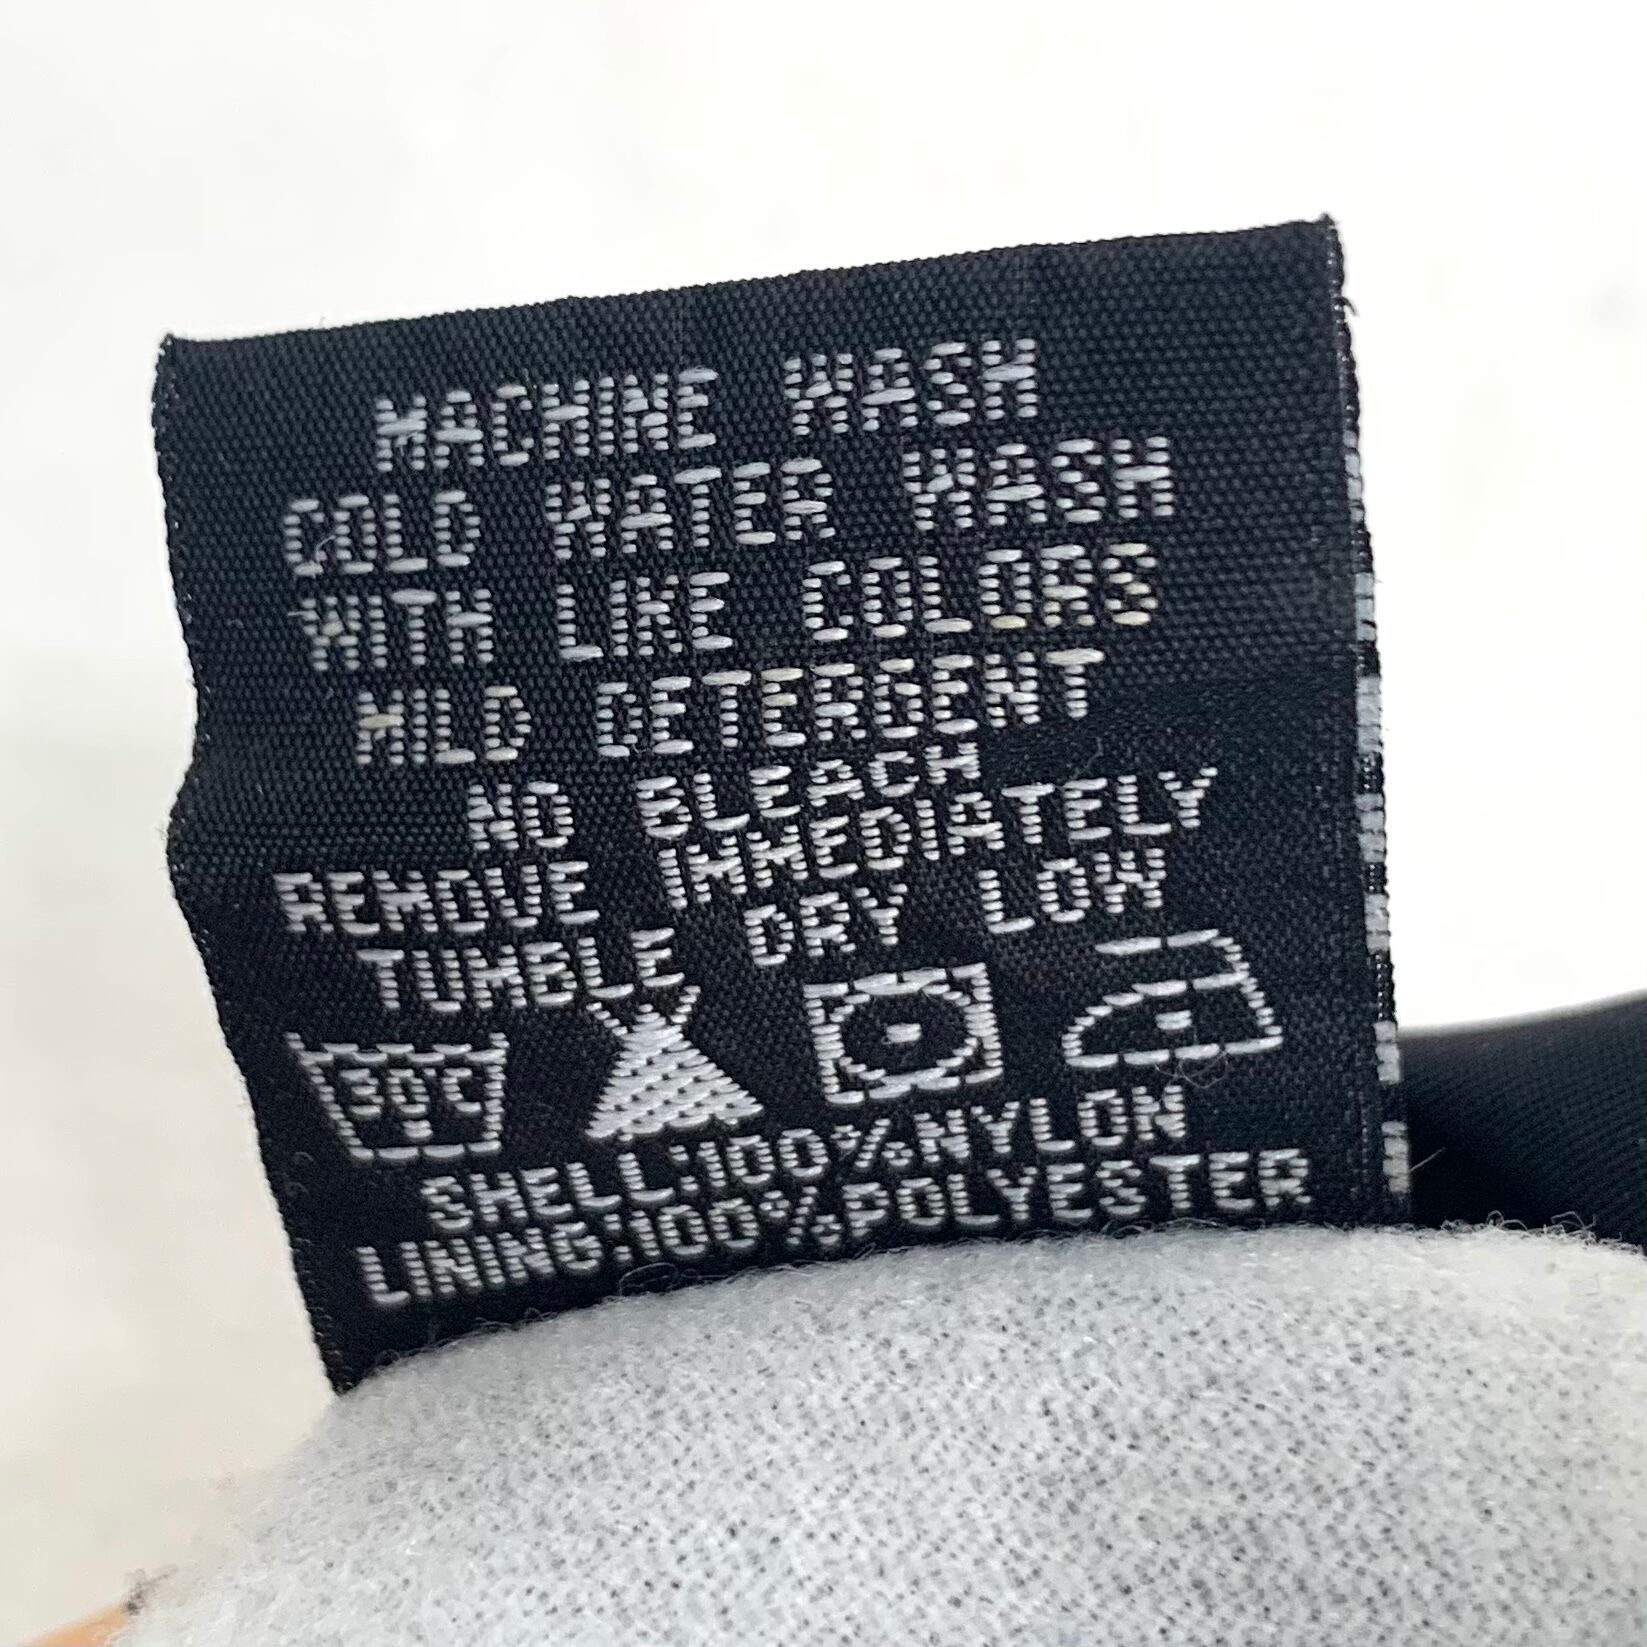 MACHINE WASH
COLD WATER WASH
WITH LIKE COLORS
MILD DETERGENT
NO BLEACH
REMOVE IMMEDIATELY
TUMBLE DRY LOW
30°C
SHELL:100%NYLON
LINING:100%POLYESTER